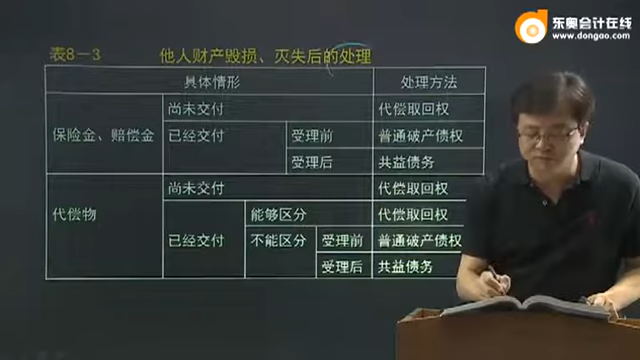 东奥会计在线
www.dongao.com
表8－3 他人财产毁损、灭失后的处理
具体情形 处理方法
保险金、赔偿金 尚未交付 代偿取回权
已经交付 受理前 普通破产债权
受理后 共益债务
代偿物 尚未交付 代偿取回权
已经交付 能够区分 代偿取回权
不能区分 受理前 普通破产债权
受理后 共益债务